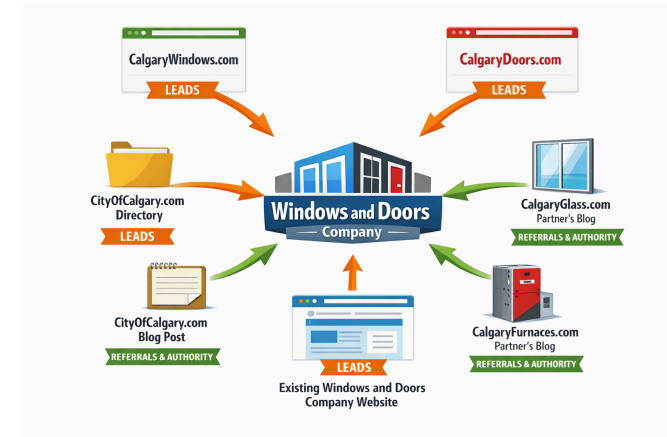 CalgaryWindows.com
LEADS
CalgaryDoors.com
LEADS
CityOfCalgary.com
Directory
LEADS
Windows and Doors
Company
CalgaryGlass.com
Partner's Blog
REFERRALS & AUTHORITY
CityOfCalgary.com
Blog Post
REFERRALS & AUTHORITY
LEADS
Existing Windows and Doors
Company Website
CalgaryFurnaces.com
Partner's Blog
REFERRALS & AUTHORITY